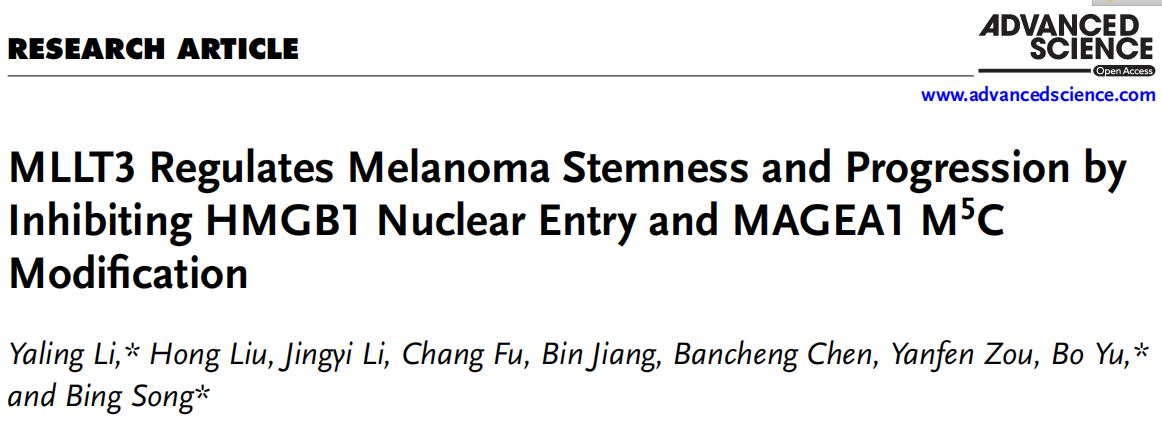 RESEARCH ARTICLE
ADVANCED
SCIENCE
Open Access
www.advancedscience.com
MLLT3 Regulates Melanoma Stemness and Progression by
Inhibiting HMGB1 Nuclear Entry and MAGEA1 M⁵C
Modification
Yaling Li,* Hong Liu, Jingyi Li, Chang Fu, Bin Jiang, Bancheng Chen, Yanfen Zou, Bo Yu,*
and Bing Song*